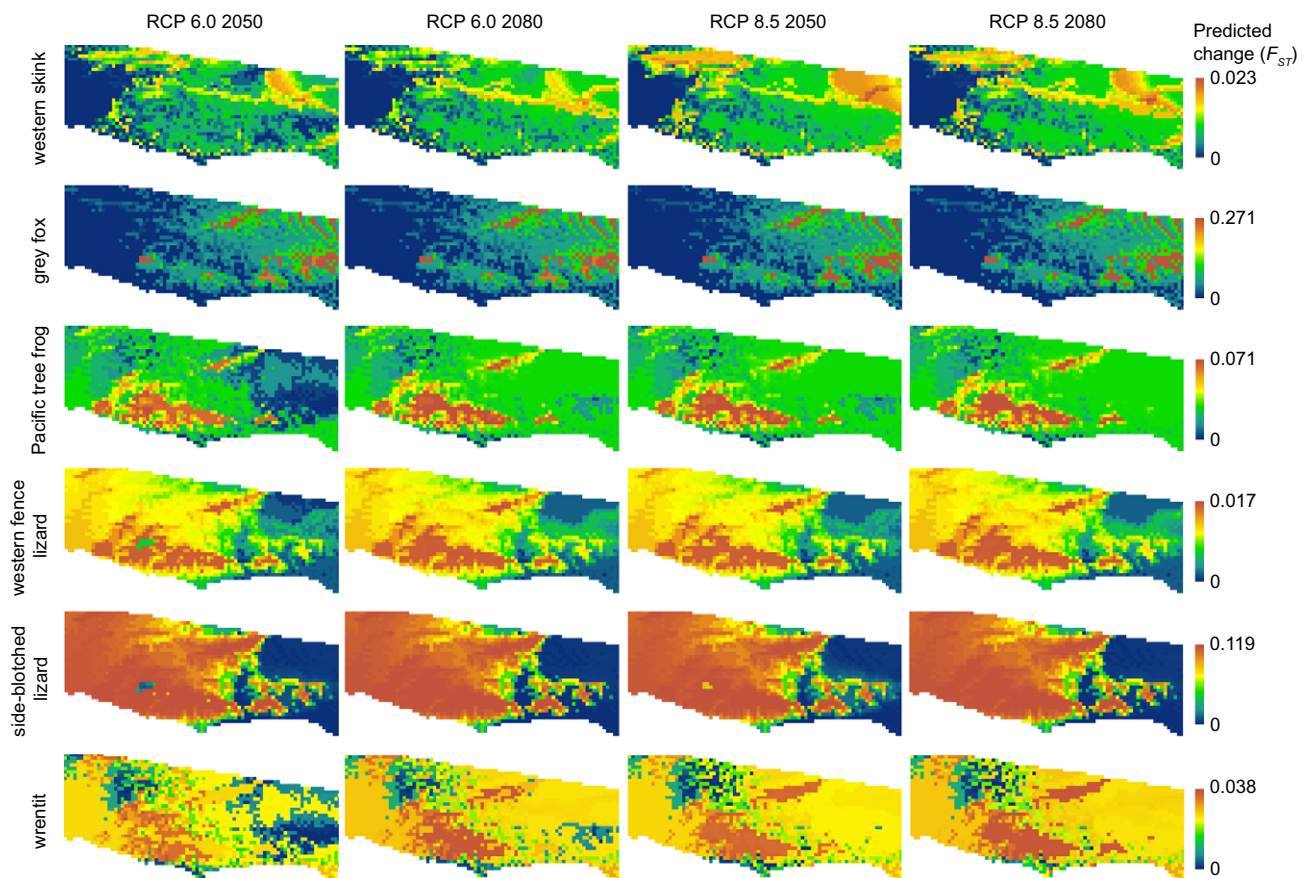 RCP 6.0 2050
RCP 6.0 2080
RCP 8.5 2050
RCP 8.5 2080
Predicted
change (F_ST)
western skink
0.023
0
grey fox
0.271
0
Pacific tree frog
0.071
0
western fence
lizard
0.017
0
side-blotched
lizard
0.119
0
wrentit
0.038
0